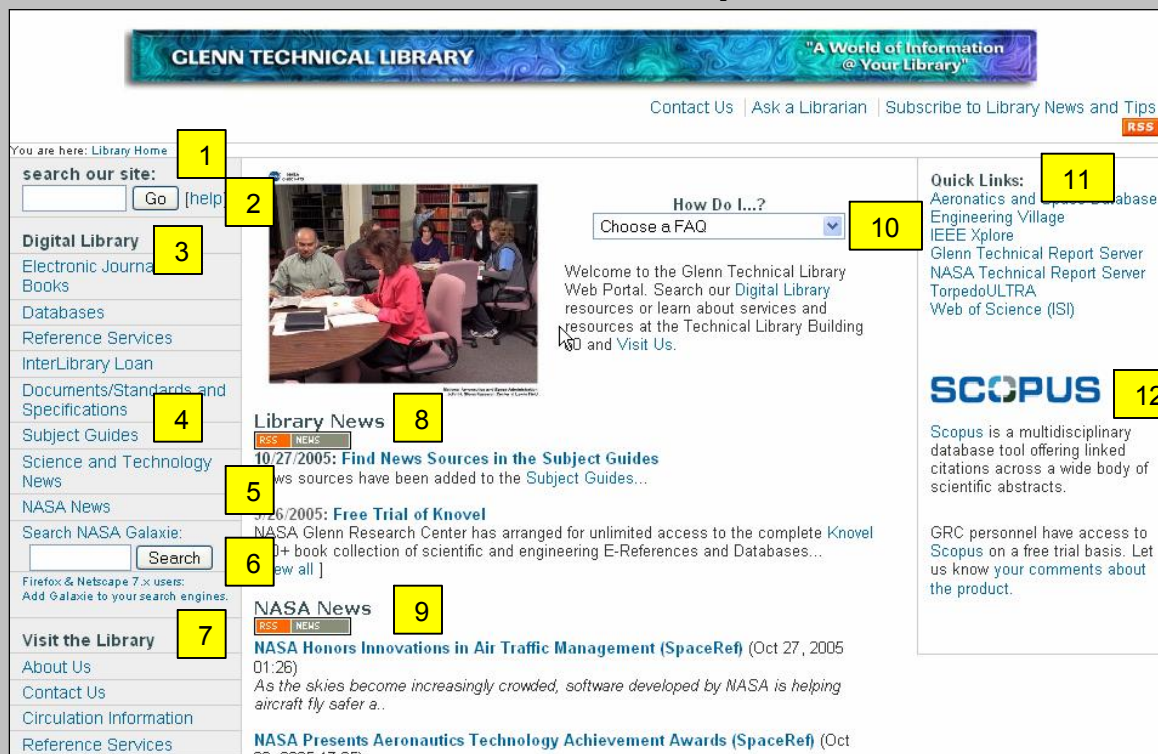 GLENN TECHNICAL LIBRARY
"A World of Information
@ Your Library"
Contact Us | Ask a Librarian | Subscribe to Library News and Tips
RSS
You are here: Library Home
1
search our site:
Go [help]
2
Digital Library
3
Electronic
Books
Databases
Reference Services
InterLibrary Loan
Documents/Standards and
Specifications
4
Subject Guides
Science and Technology
News
5
NASA News
Search NASA Galaxie:
Search
6
Firefox & Netscape 7.x users:
Add Galaxie to your search engines.
7
Visit the Library
About Us
Contact Us
Circulation Information
Reference Services
How Do I...?
Choose a FAQ
10
Welcome to the Glenn Technical Library
Web Portal. Search our Digital Library
resources or learn about services and
resources at the Technical Library Building
and Visit Us.
Library News
8
RSS NEWS
10/27/2005: Find News Sources in the Subject Guides
sources have been added to the Subject Guides...
/26/2005: Free Trial of Knovel
NASA Glenn Research Center has arranged for unlimited access to the complete Knovel
book collection of scientific and engineering E-References and Databases...
all ]
NASA News
9
RSS NEWS
NASA Honors Innovations in Air Traffic Management (SpaceRef) (Oct 27, 2005
01:26)
As the skies become increasingly crowded, software developed by NASA is helping
aircraft fly safer a..
NASA Presents Aeronautics Technology Achievement Awards (SpaceRef) (Oct
Quick Links:
11
Aeronatics and Space Database
Engineering Village
IEEE Xplore
Glenn Technical Report Server
NASA Technical Report Server
TorpedoULTRA
Web of Science (ISI)
SCOPUS
12
Scopus is a multidisciplinary
database tool offering linked
citations across a wide body of
scientific abstracts.
GRC personnel have access to
Scopus on a free trial basis. Let
us know your comments about
the product.